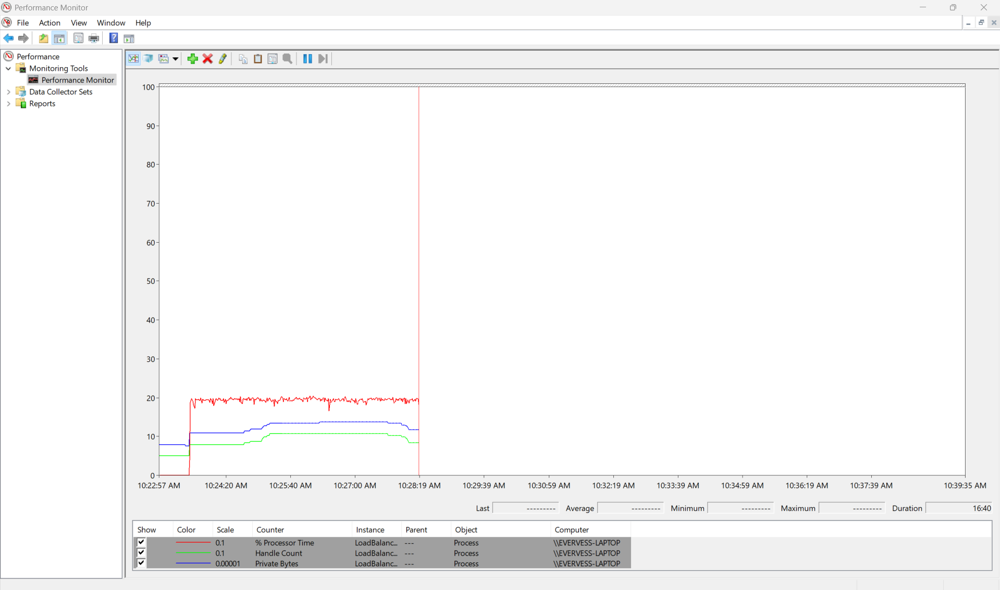 Performance Monitor
File Action View Window Help
Performance
Monitoring Tools
Performance Monitor
Data Collector Sets
Reports
100
90
80
70
60
50
40
30
20
10
0
10:22:57 AM 10:24:20 AM 10:25:40 AM 10:27:00 AM 10:28:19 AM 10:29:39 AM 10:30:59 AM 10:32:19 AM 10:33:39 AM 10:34:59 AM 10:36:19 AM 10:37:39 AM 10:39:35 AM
Last --------- Average --------- Minimum --------- Maximum --------- Duration 16:40
Show Color Scale Counter Instance Parent Object Computer
0.1 % Processor Time LoadBalanc... --- Process \\EVERVESS-LAPTOP
0.1 Handle Count LoadBalanc... --- Process \\EVERVESS-LAPTOP
0.00001 Private Bytes LoadBalanc... --- Process \\EVERVESS-LAPTOP